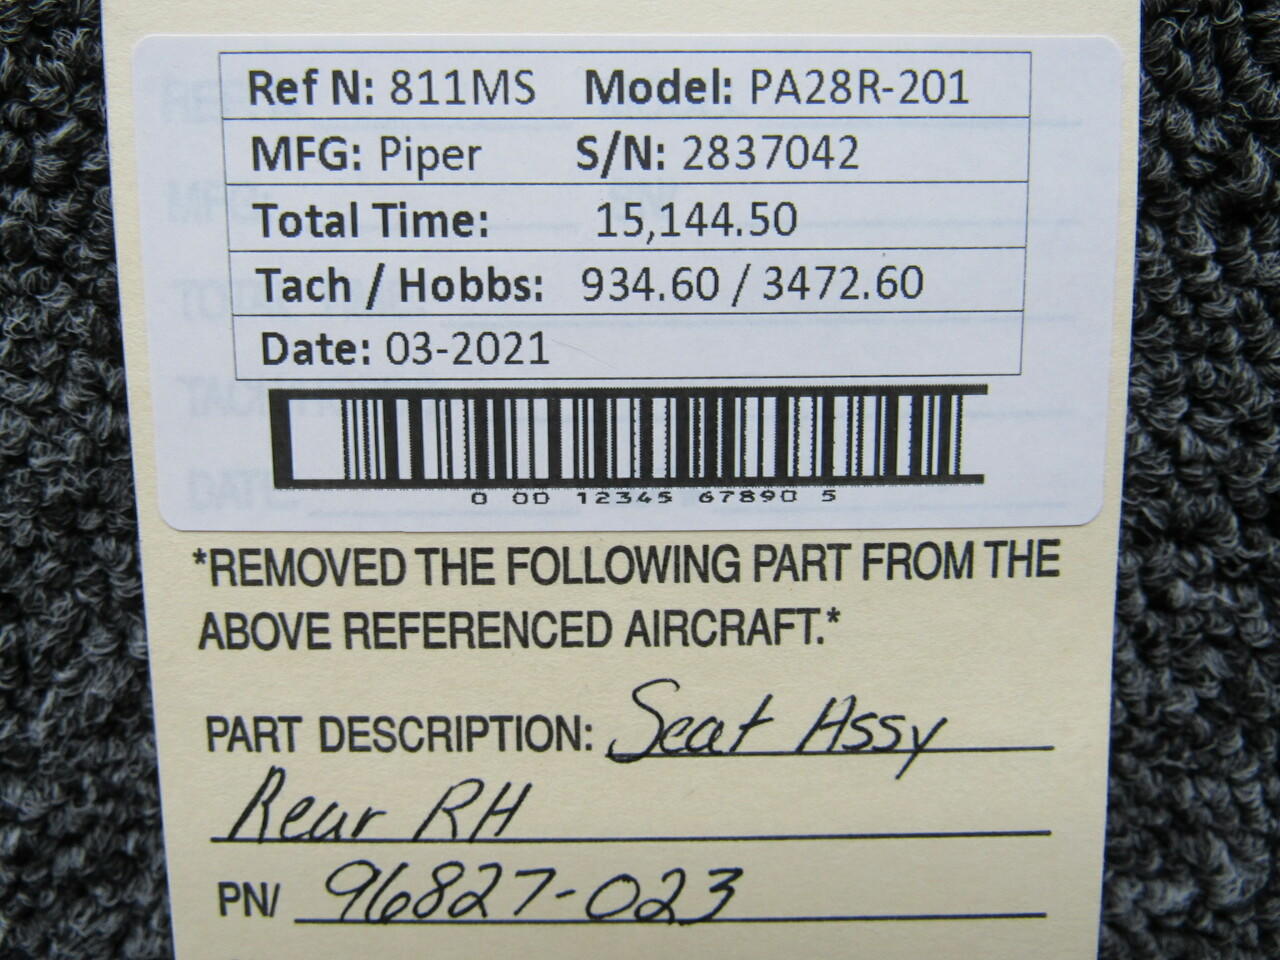 Ref N: 811MS Model: PA28R-201
MFG: Piper S/N: 2837042
Total Time: 15,144.50
Tach / Hobbs: 934.60 / 3472.60
Date: 03-2021
0 00 12345 67890 5
*REMOVED THE FOLLOWING PART FROM THE
ABOVE REFERENCED AIRCRAFT.*
PART DESCRIPTION: Seat Assy
Rear RH
PN/ 96827-023